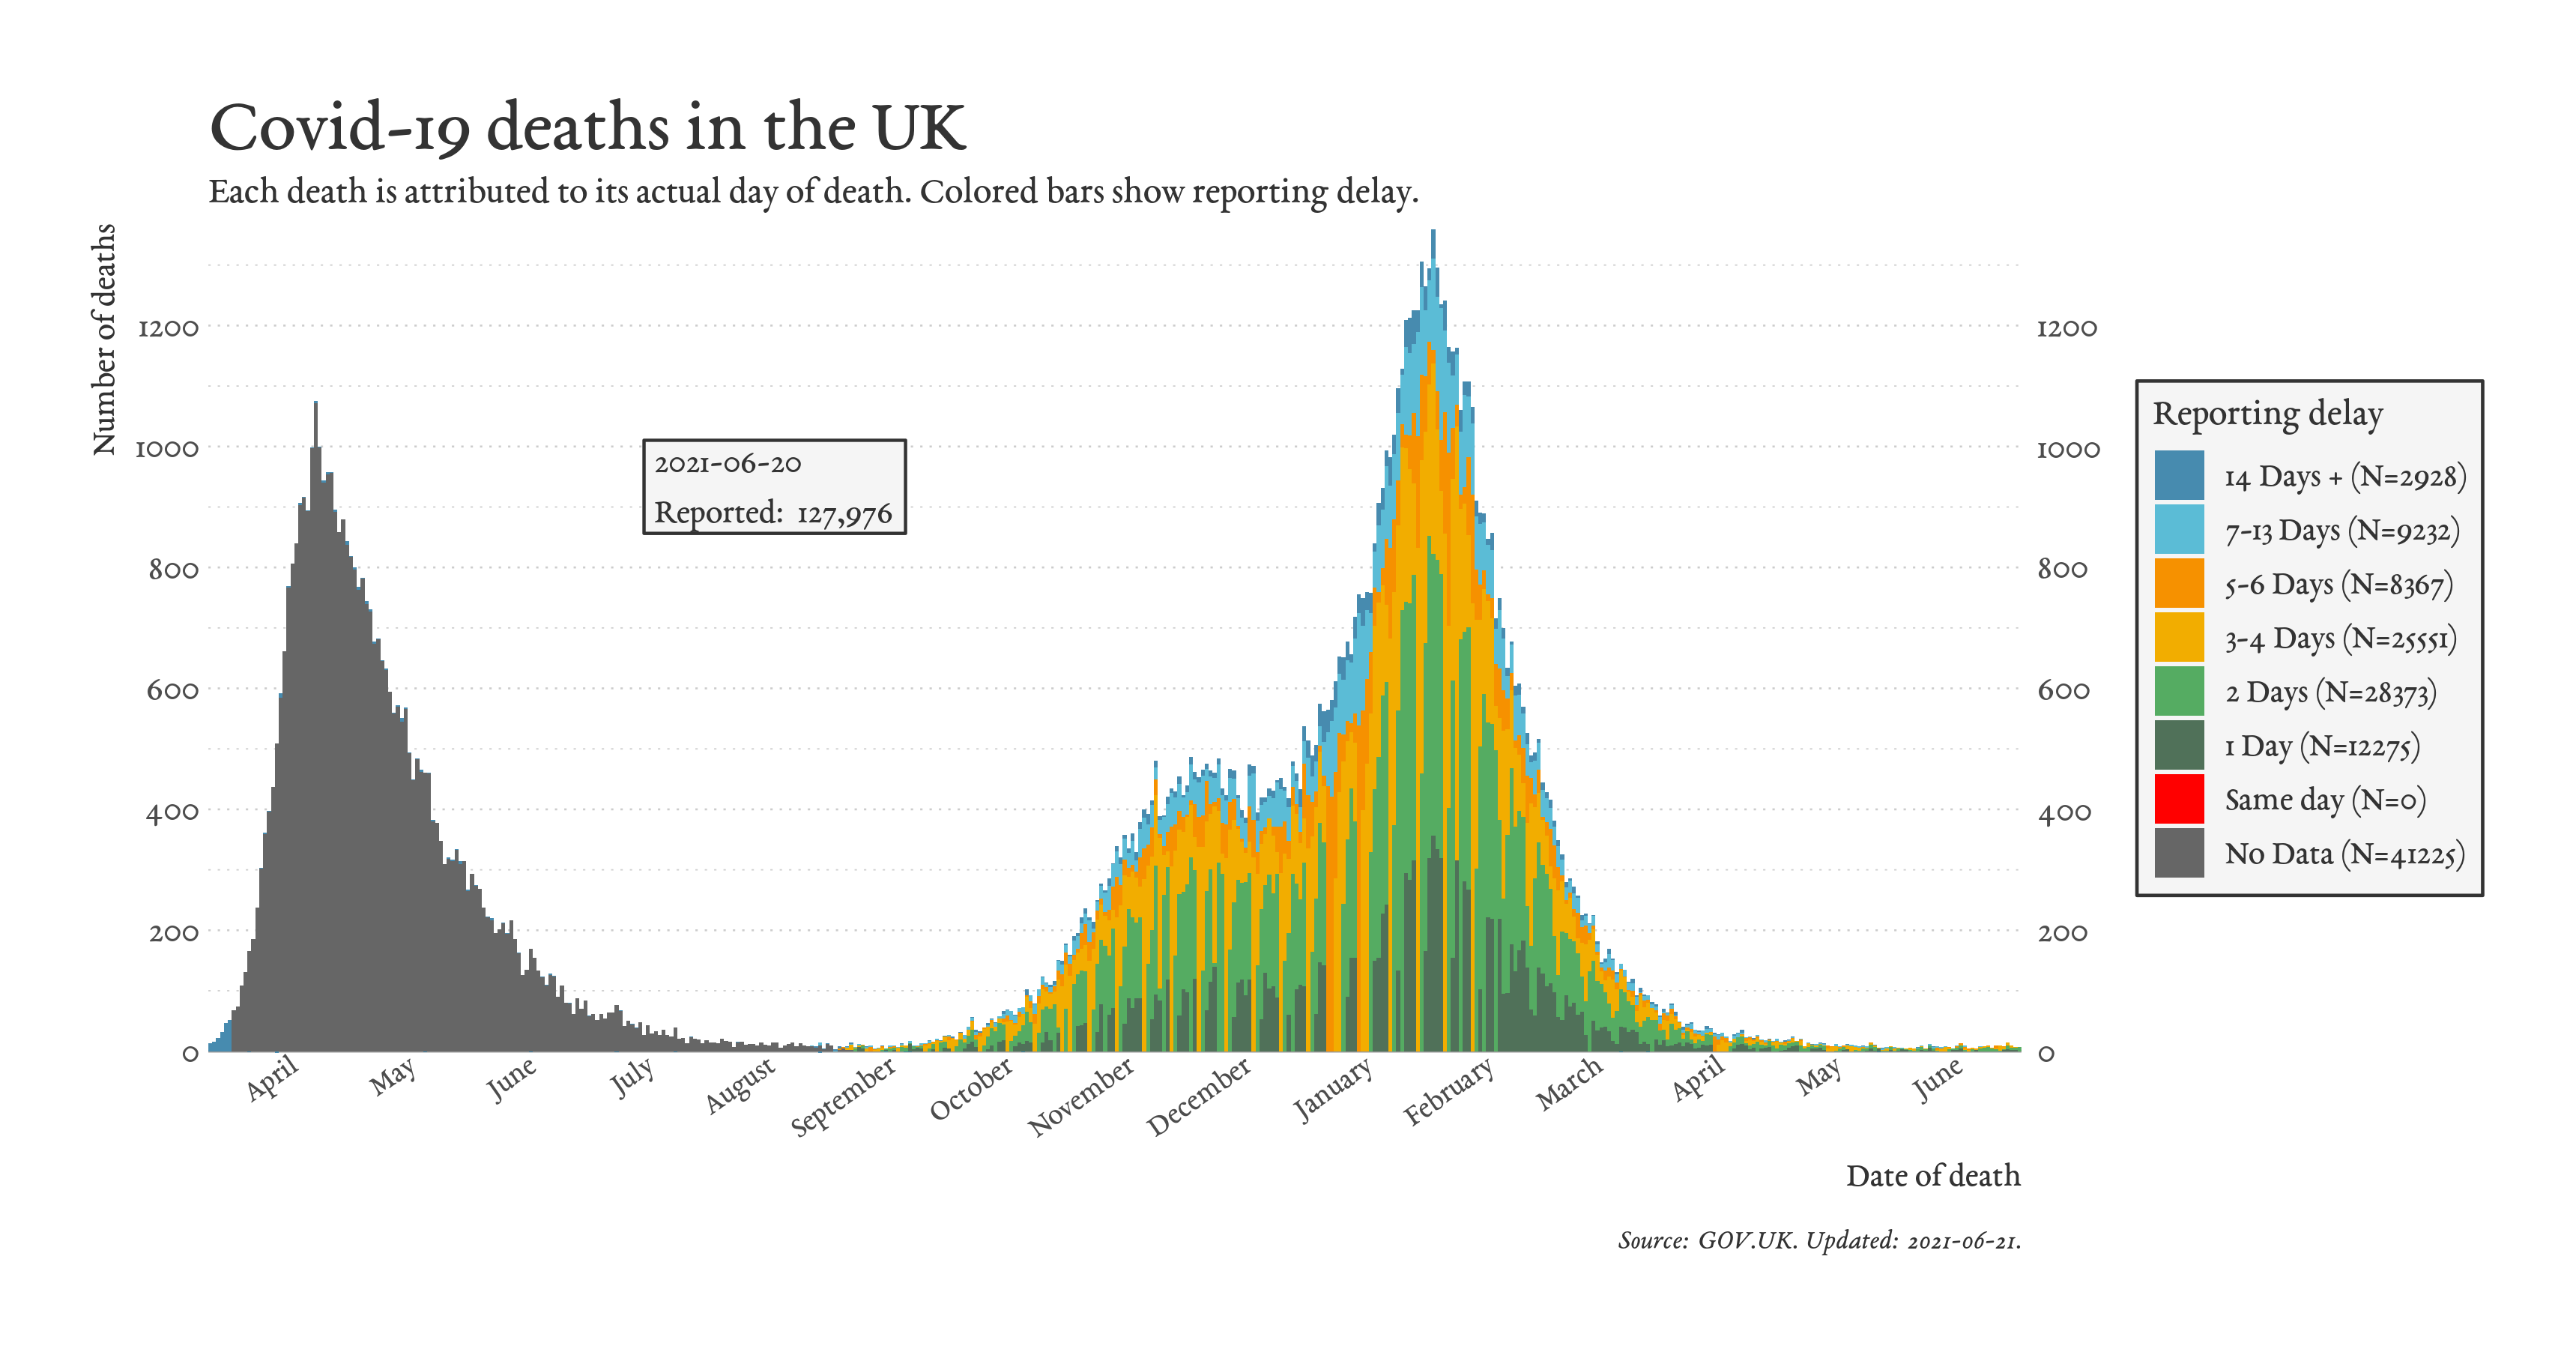 Covid-19 deaths in the UK
Each death is attributed to its actual day of death. Colored bars show reporting delay.
Number of deaths
1200
1000
800
600
400
200
0
2021-06-20
Reported: 127,976
1200
1000
800
600
400
200
0
Reporting delay
14 Days + (N=2928)
7-13 Days (N=9232)
5-6 Days (N=8367)
3-4 Days (N=25551)
2 Days (N=28373)
1 Day (N=12275)
Same day (N=0)
No Data (N=41225)
April
May
June
July
August
September
October
November
December
January
February
March
April
May
June
Date of death
Source: GOV.UK. Updated: 2021-06-21.